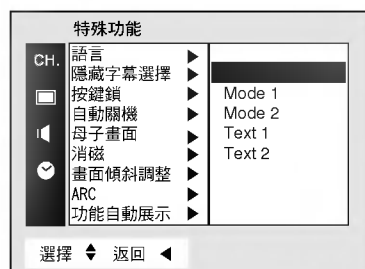 特殊功能
CH.
語言
隱藏字幕選擇
按鍵鎖
自動關機
母子畫面
消磁
畫面傾斜調整
ARC
功能自動展示
Mode 1
Mode 2
Text 1
Text 2
選擇 返回